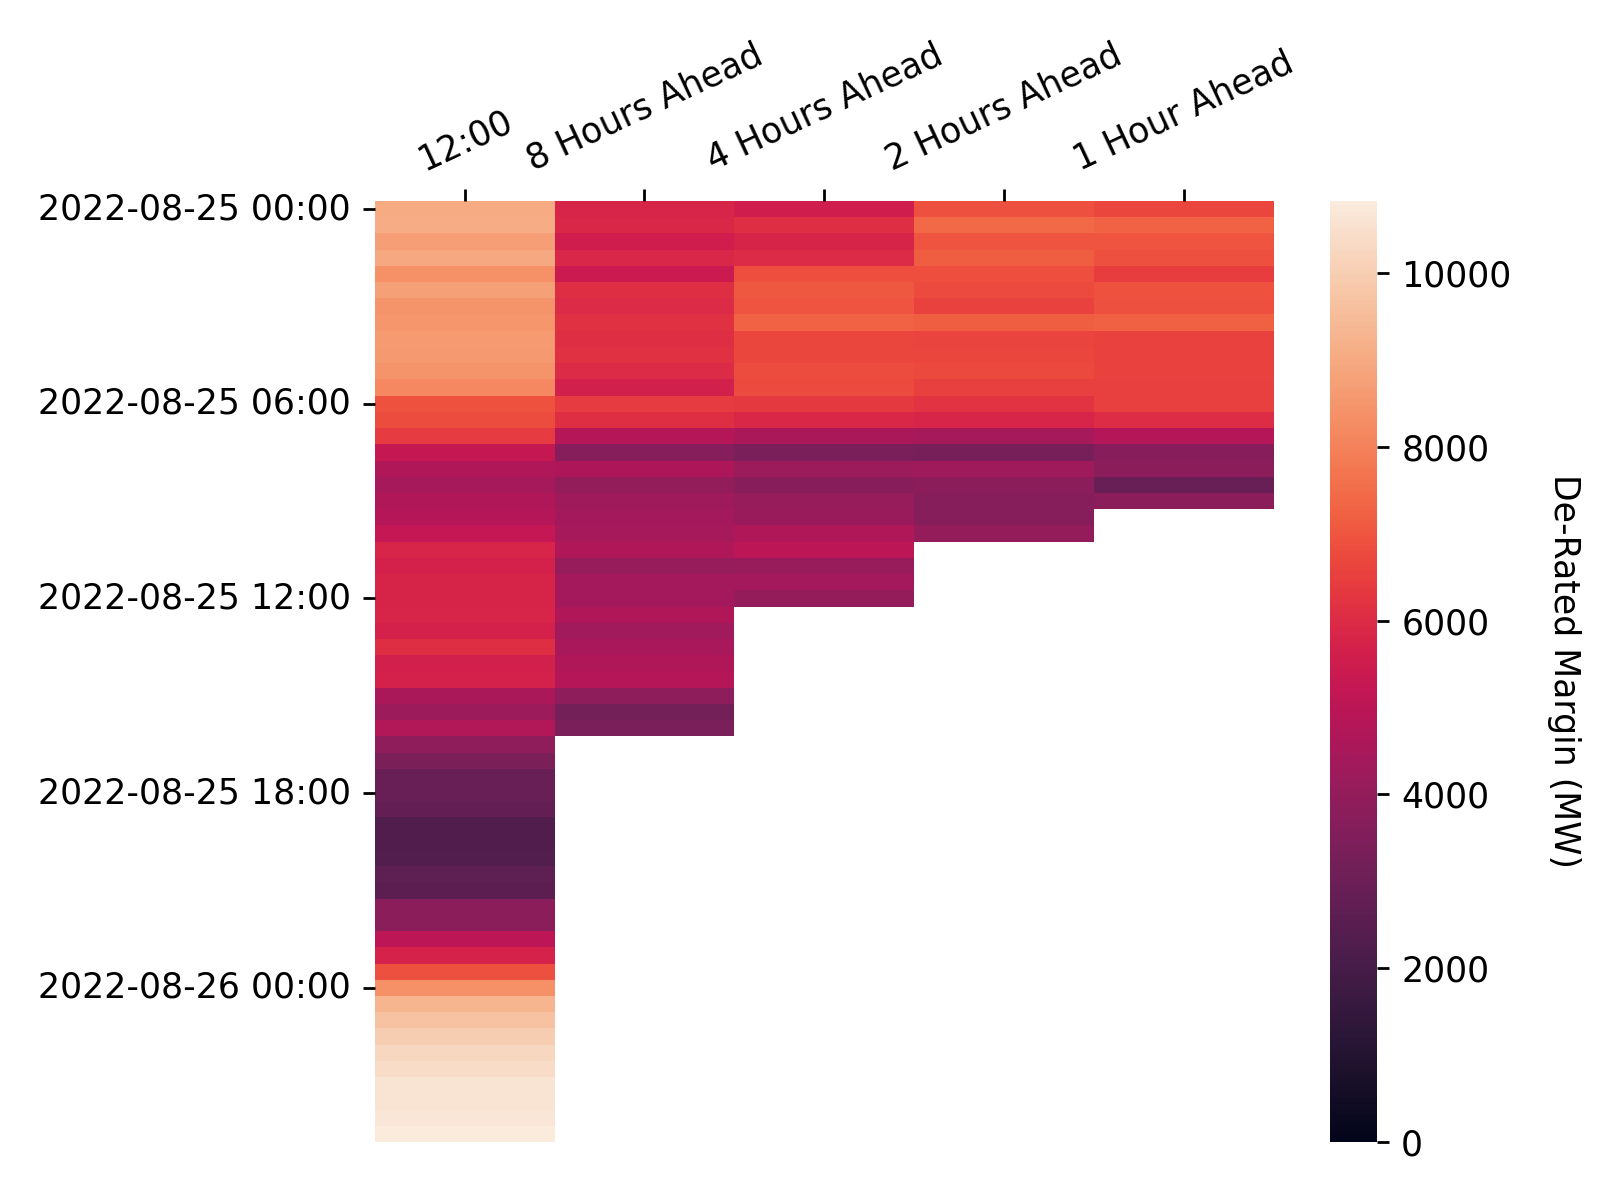 12:00
8 Hours Ahead
4 Hours Ahead
2 Hours Ahead
1 Hour Ahead
2022-08-25 00:00
2022-08-25 06:00
2022-08-25 12:00
2022-08-25 18:00
2022-08-26 00:00
10000
8000
6000
4000
2000
0
De-Rated Margin (MW)